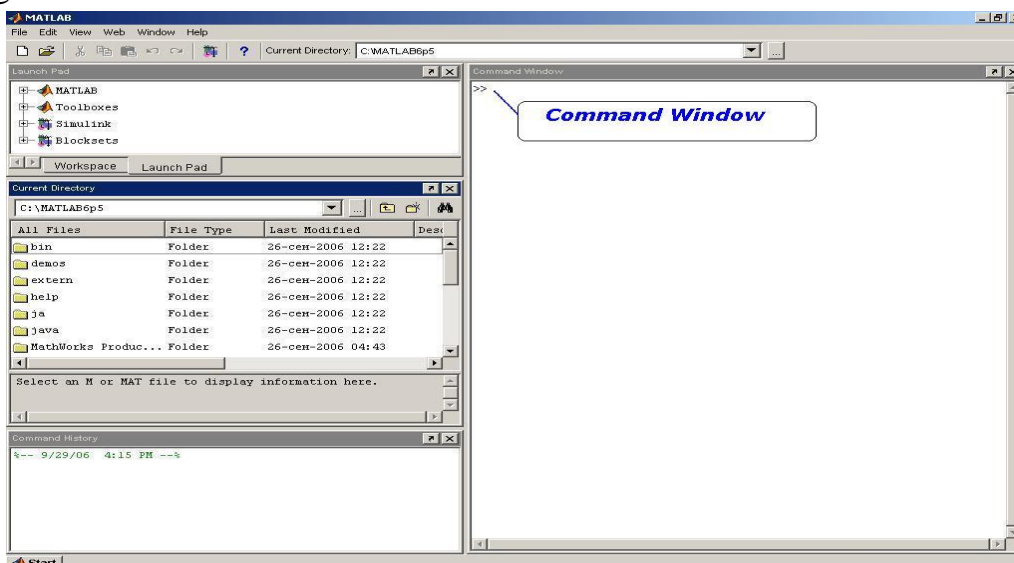 MATLAB
File Edit View Web Window Help
? Current Directory: C:\MATLAB6p5 ...
Launch Pad
MATLAB
Toolboxes
Simulink
Blocksets
Workspace Launch Pad
Current Directory
C:\MATLAB6p5 ...
All Files File Type Last Modified Desc
bin Folder 26-сен-2006 12:22
demos Folder 26-сен-2006 12:22
extern Folder 26-сен-2006 12:22
help Folder 26-сен-2006 12:22
ja Folder 26-сен-2006 12:22
java Folder 26-сен-2006 12:22
MathWorks Produc... Folder 26-сен-2006 04:43
Select an M or MAT file to display information here.
Command History
%-- 9/29/06 4:15 PM --%
Command Window
>>
Command Window
Start